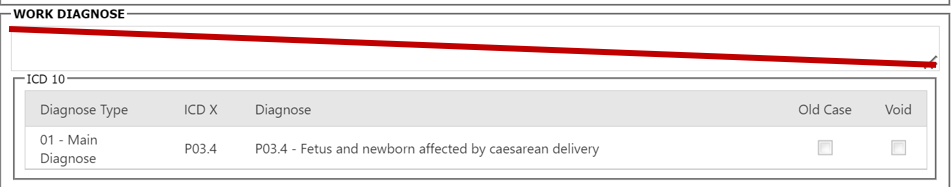 WORK DIAGNOSE
ICD 10
Diagnose Type ICD X Diagnose Old Case Void
01 - Main
Diagnose P03.4 P03.4 - Fetus and newborn affected by caesarean delivery